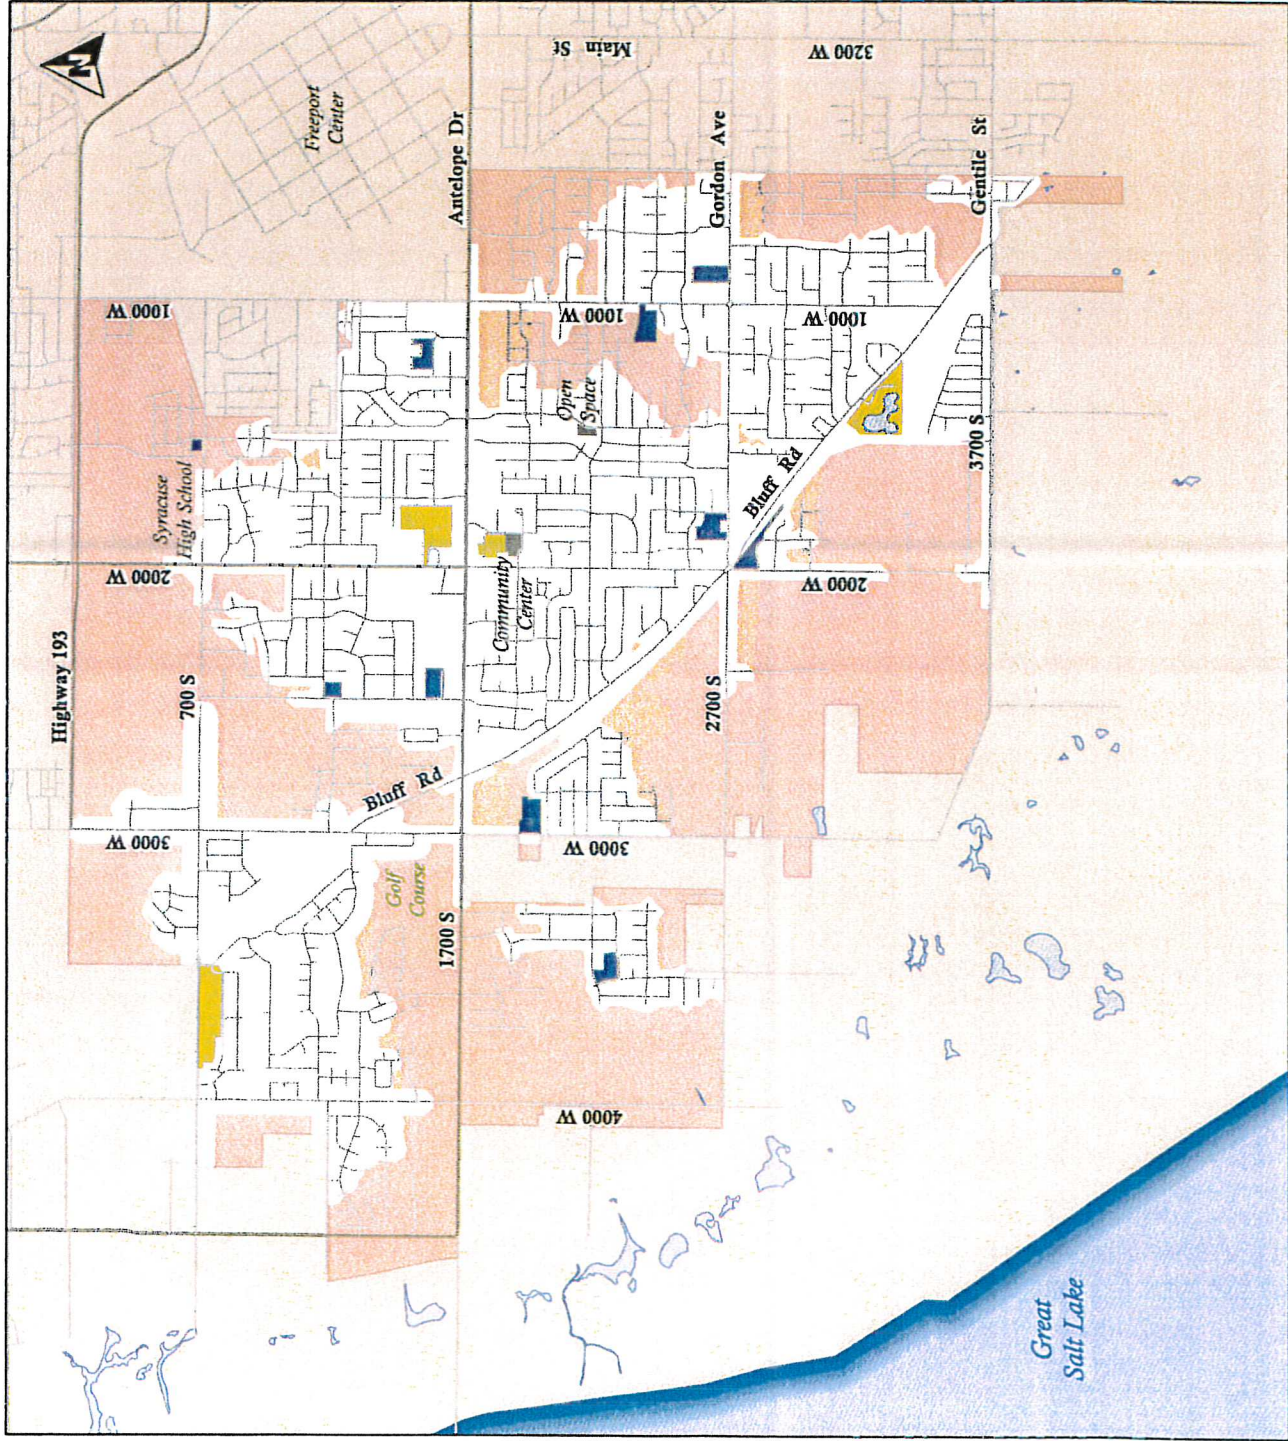 N
Highway 193
700 S
Syracuse
High School
Freeport
Center
Antelope Dr
Main St
3200 W
Gordon Ave
Gentile St
1000 W
1000 W
1000 W
Open
Space
Community
Center
2000 W
2000 W
Bluff Rd
3700 S
2700 S
Bluff Rd
3000 W
3000 W
Golf
Course
1700 S
4000 W
Great
Salt Lake